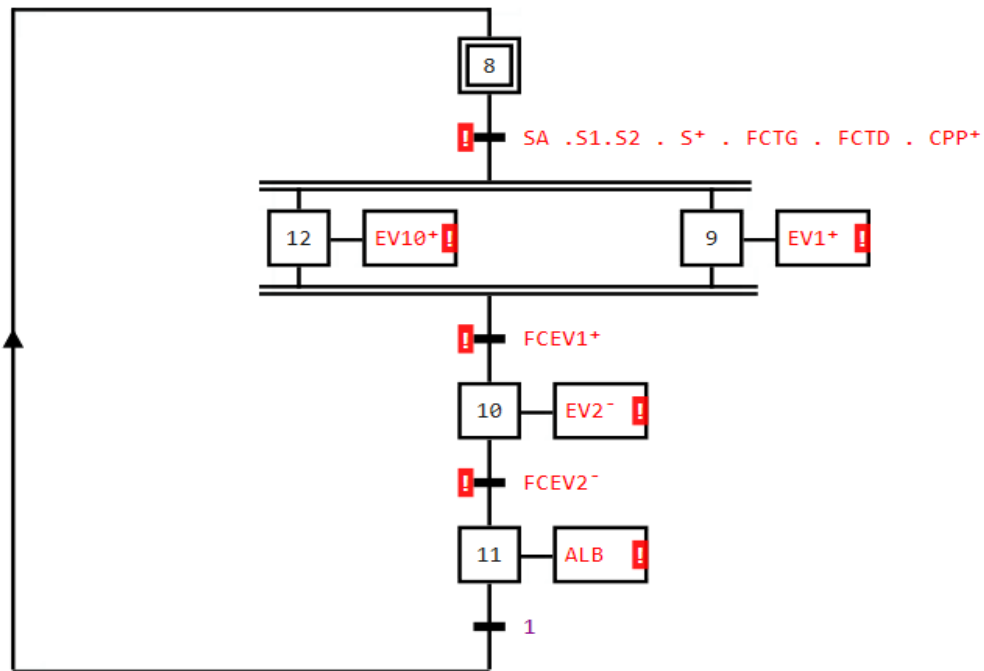 8
! SA .S1.S2 . S⁺ . FCTG . FCTD . CPP⁺
12 EV10⁺ ! 9 EV1⁺ !
! FCEV1⁺
10 EV2⁻ !
! FCEV2⁻
11 ALB !
1